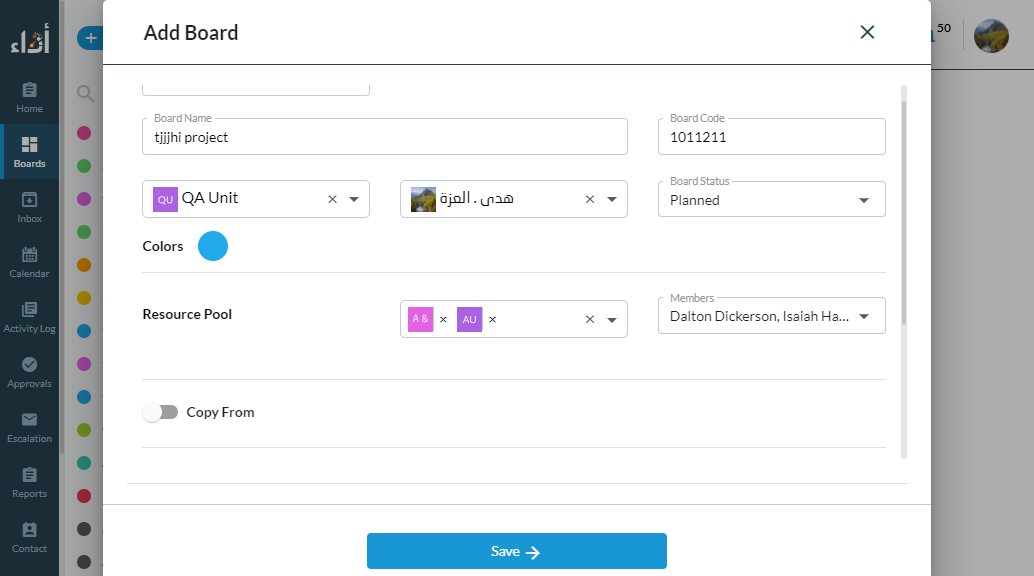 أداء
Home
Boards
Inbox
Calendar
Activity Log
Approvals
Escalation
Reports
Contact
50
Add Board
Board Name
tjjjhi project
Board Code
1011211
QU QA Unit
هدى . العزة
Board Status
Planned
Colors
Resource Pool
A &
AU
Members
Dalton Dickerson, Isaiah Ha...
Copy From
Save